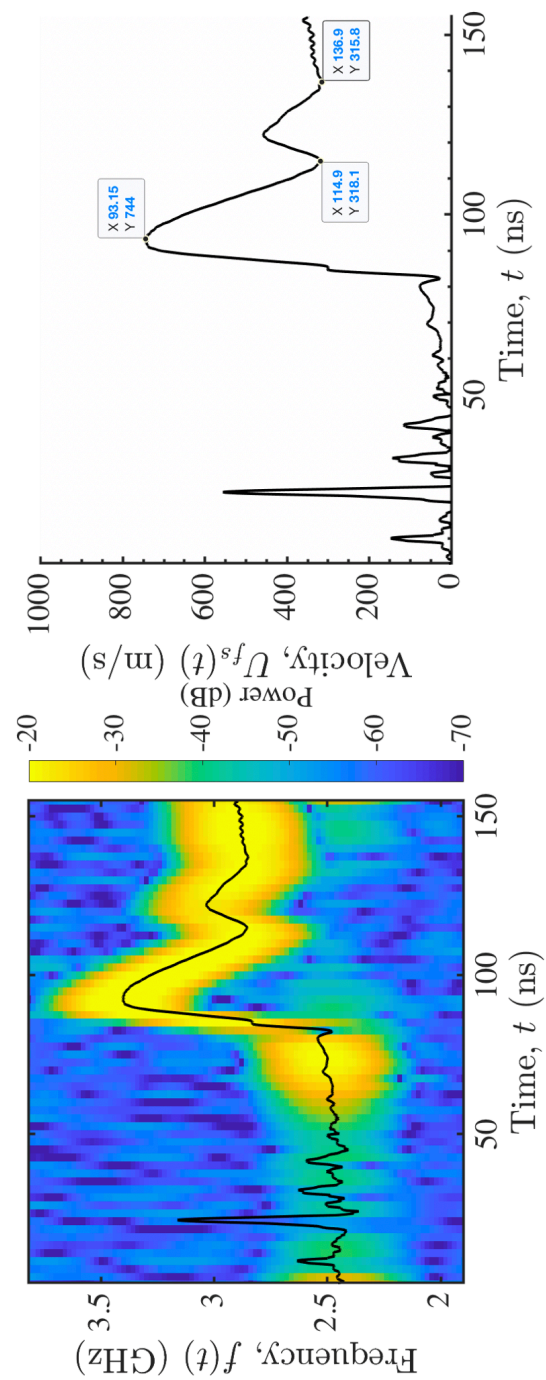 3.5
3
2.5
2
Frequency, f(t) (GHz)
50
100
150
Time, t (ns)
-20
-30
-40
-50
-60
-70
Power (dB)
1000
800
600
400
200
0
Velocity, U_{fs}(t) (m/s)
50
100
150
Time, t (ns)
X 93.15
Y 744
X 114.9
Y 318.1
X 136.9
Y 315.8